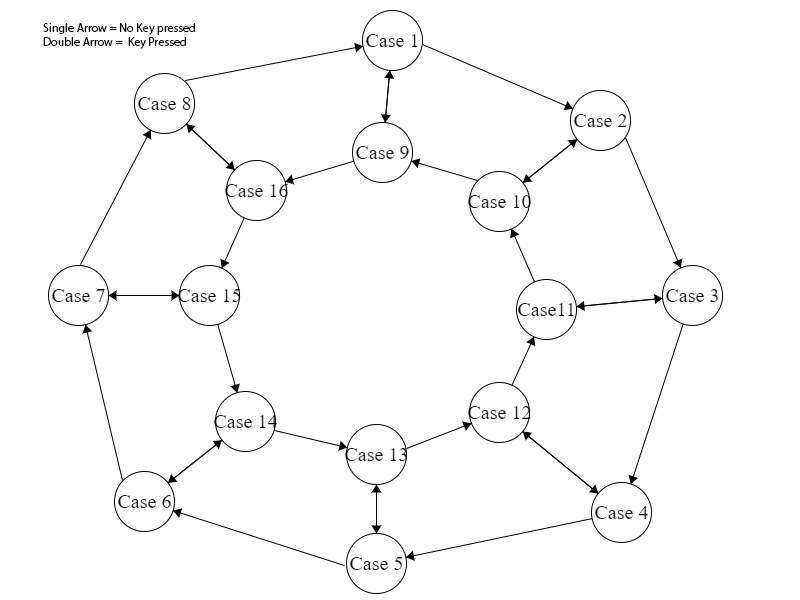 Single Arrow = No Key pressed
Double Arrow =  Key Pressed
Case 1
Case 8
Case 2
Case 9
Case 16
Case 10
Case 7
Case 15
Case11
Case 3
Case 14
Case 12
Case 13
Case 6
Case 4
Case 5